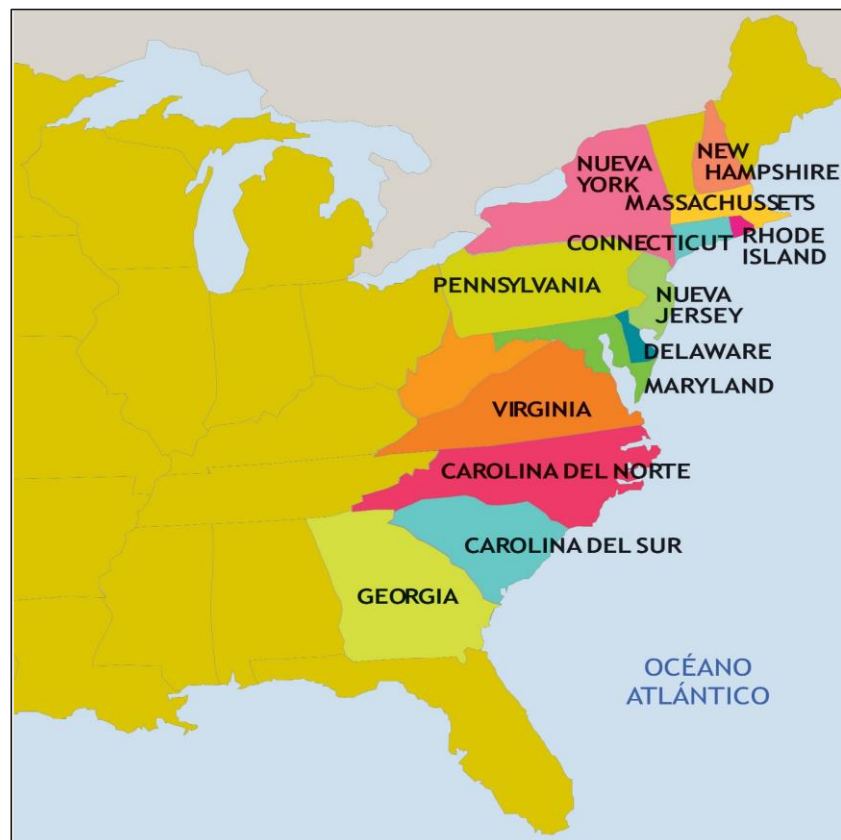 NUEVA
YORK
NEW
HAMPSHIRE
MASSACHUSSETS
CONNECTICUT
RHODE
ISLAND
PENNSYLVANIA
NUEVA
JERSEY
DELAWARE
MARYLAND
VIRGINIA
CAROLINA DEL NORTE
CAROLINA DEL SUR
GEORGIA
OCÉANO
ATLÁNTICO